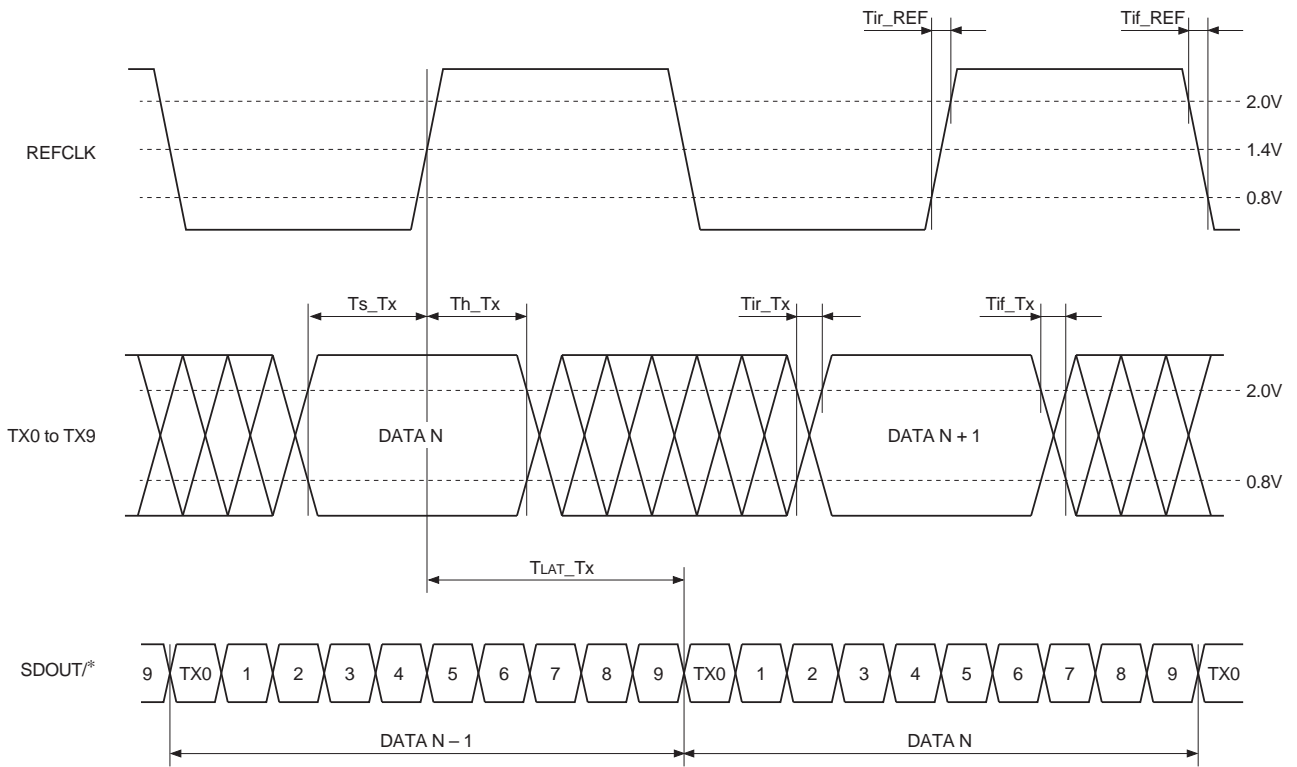 Tir_REF Tif_REF
2.0V
REFCLK 1.4V
0.8V
Ts_Tx Th_Tx Tir_Tx Tif_Tx
2.0V
TX0 to TX9 DATA N DATA N + 1
0.8V
TLAT_Tx
SDOUT/* 9 TX0 1 2 3 4 5 6 7 8 9 TX0 1 2 3 4 5 6 7 8 9 TX0
DATA N – 1 DATA N